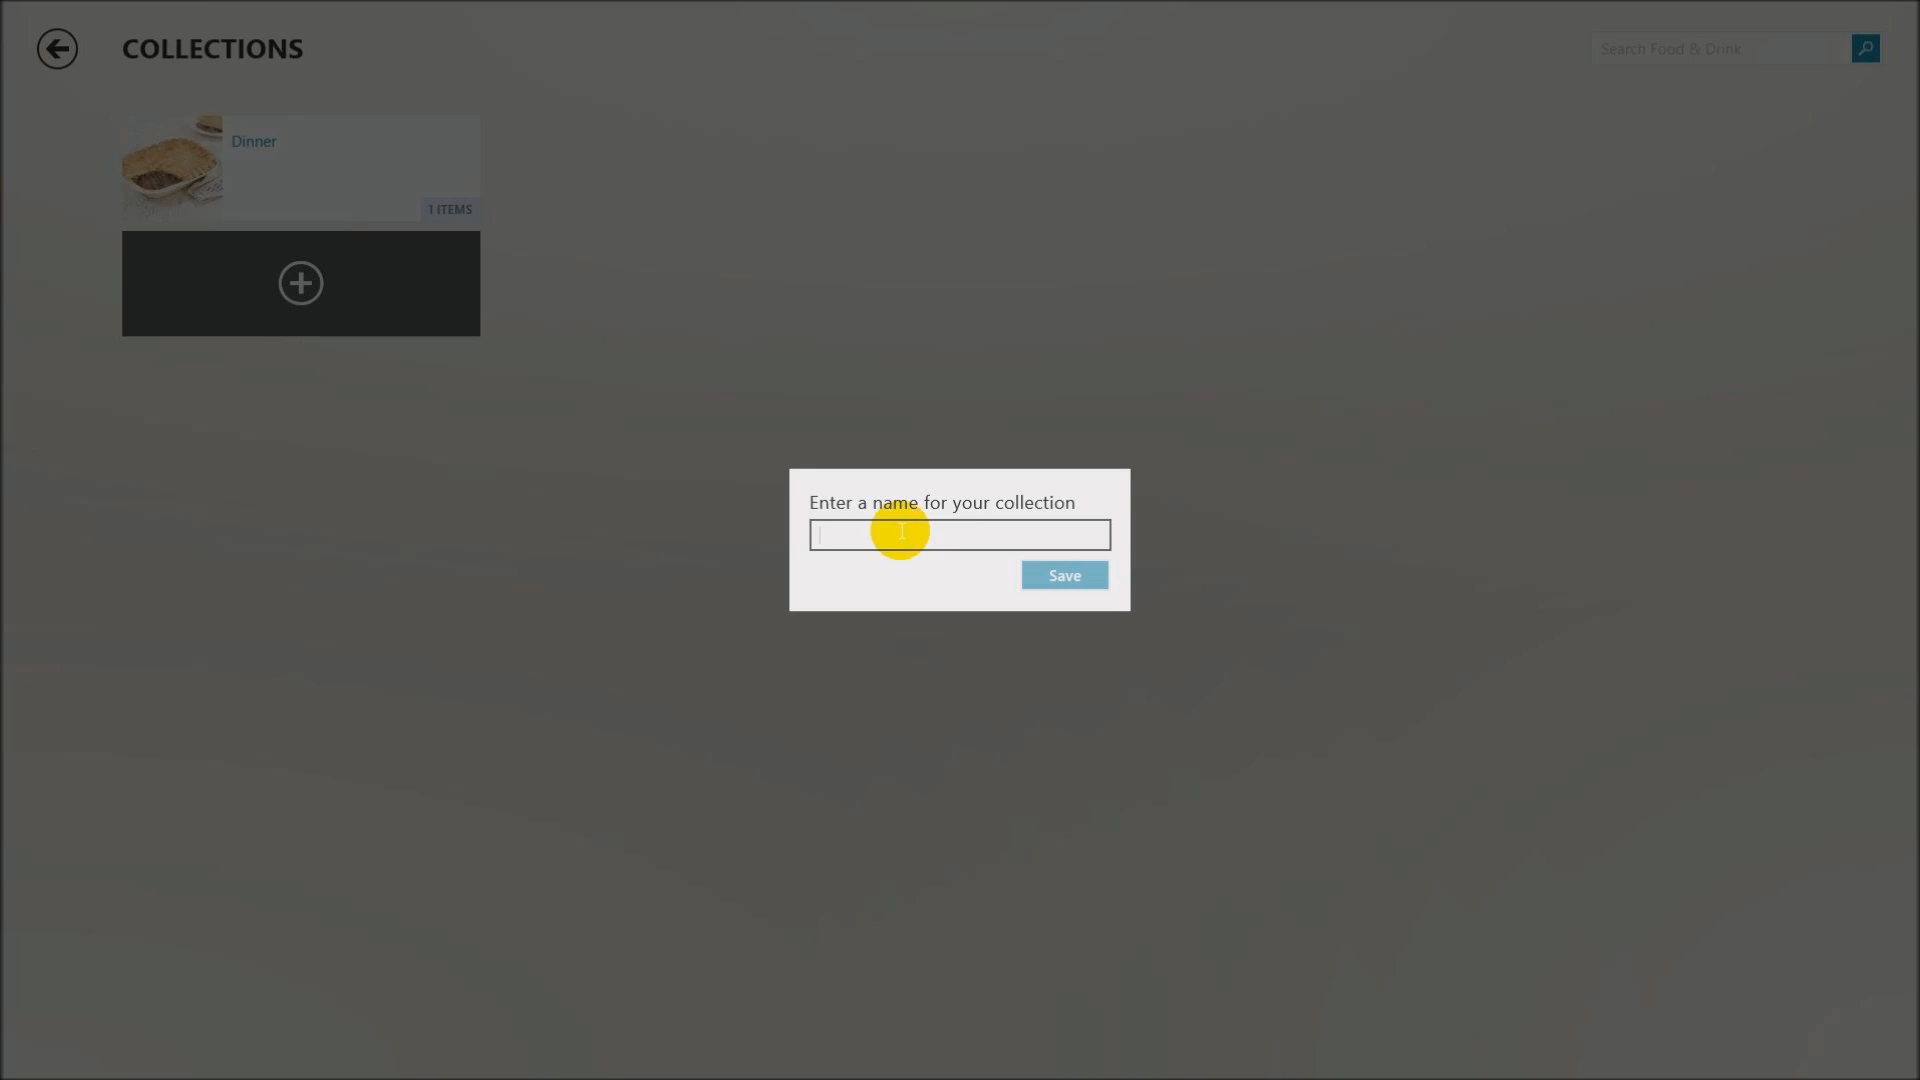 COLLECTIONS
Search Food & Drink
Dinner
1 ITEMS
Enter a name for your collection
Save